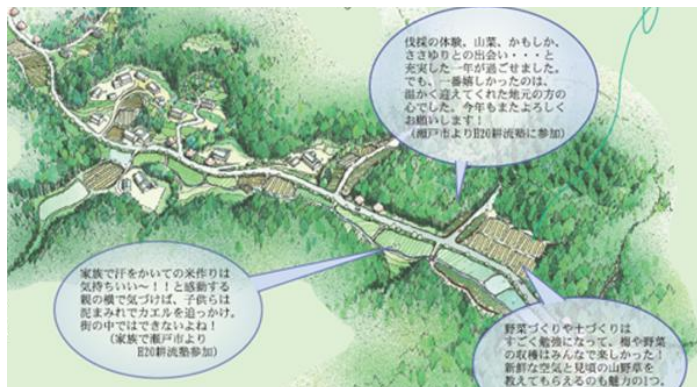 伐採の体験、山菜、かもしか、
ささゆりとの出会い・・・と
充実した一年が過ごせました。
でも、一番嬉しかったのは、
温かく迎えてくれた地元の方の
心でした。今年もまたよろしく
お願いします!
(瀬戸市よりH20耕流塾に参加)
家族で汗をかいての米作りは
気持ちいい~!!と感動する
親の横で気づけば、子供らは
泥まみれでカエルを追っかけ。
街の中ではできないよね!
(家族で瀬戸市より
H20耕流塾参加)
野菜づくりや土づくりは
すごく勉強になって、梅や野菜
の収穫はみんなで楽しかった!
新鮮な空気と見頃の山野草を
教えてもらえるのも魅力の1つ。